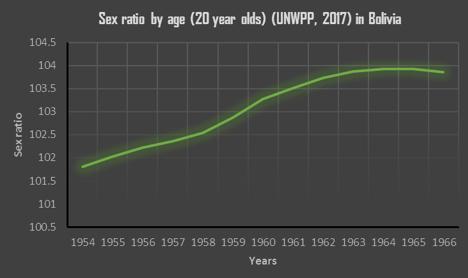 Sex ratio by age (20 year olds) (UNWPP, 2017) in Bolivia
104.5
104
103.5
103
102.5
102
101.5
101
100.5
Sex ratio
1954 1955 1956 1957 1958 1959 1960 1961 1962 1963 1964 1965 1966
Years